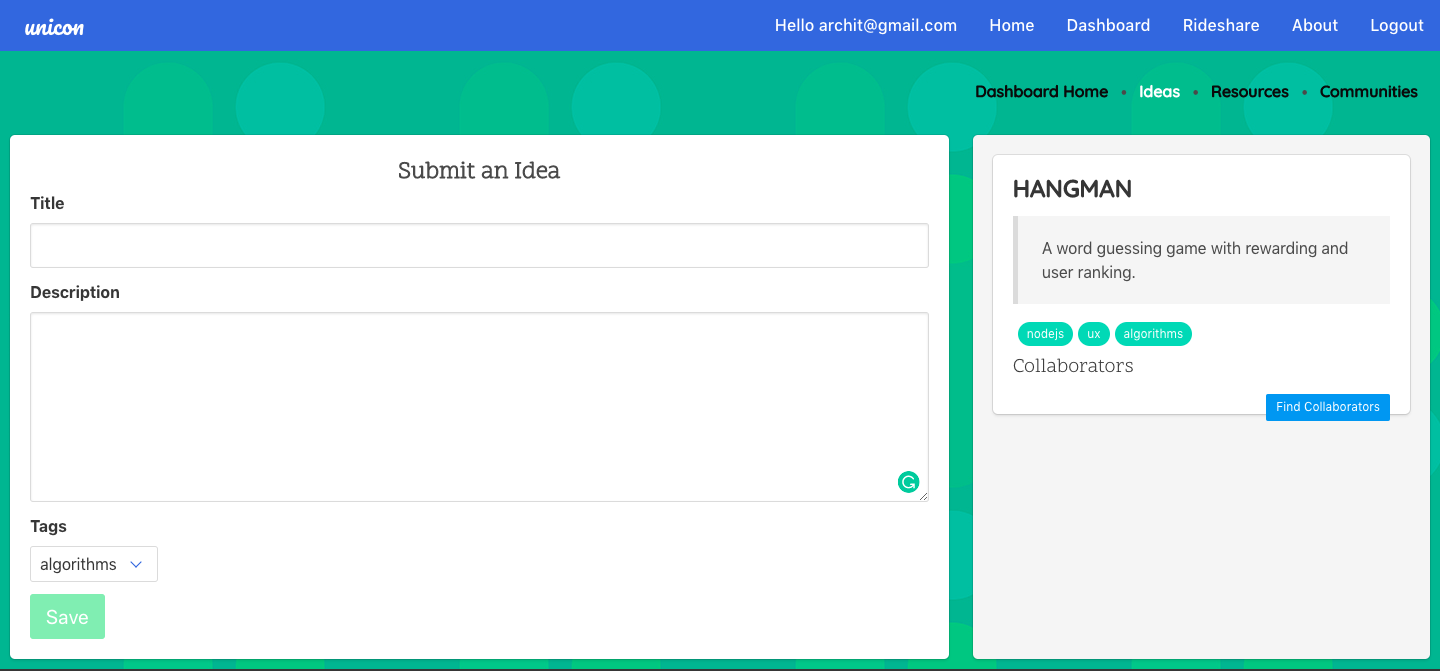 unicon
Hello archit@gmail.com Home Dashboard Rideshare About Logout
Dashboard Home • Ideas • Resources • Communities
Submit an Idea
Title
Description
Tags
algorithms
Save
HANGMAN
A word guessing game with rewarding and
user ranking.
nodejs ux algorithms
Collaborators
Find Collaborators